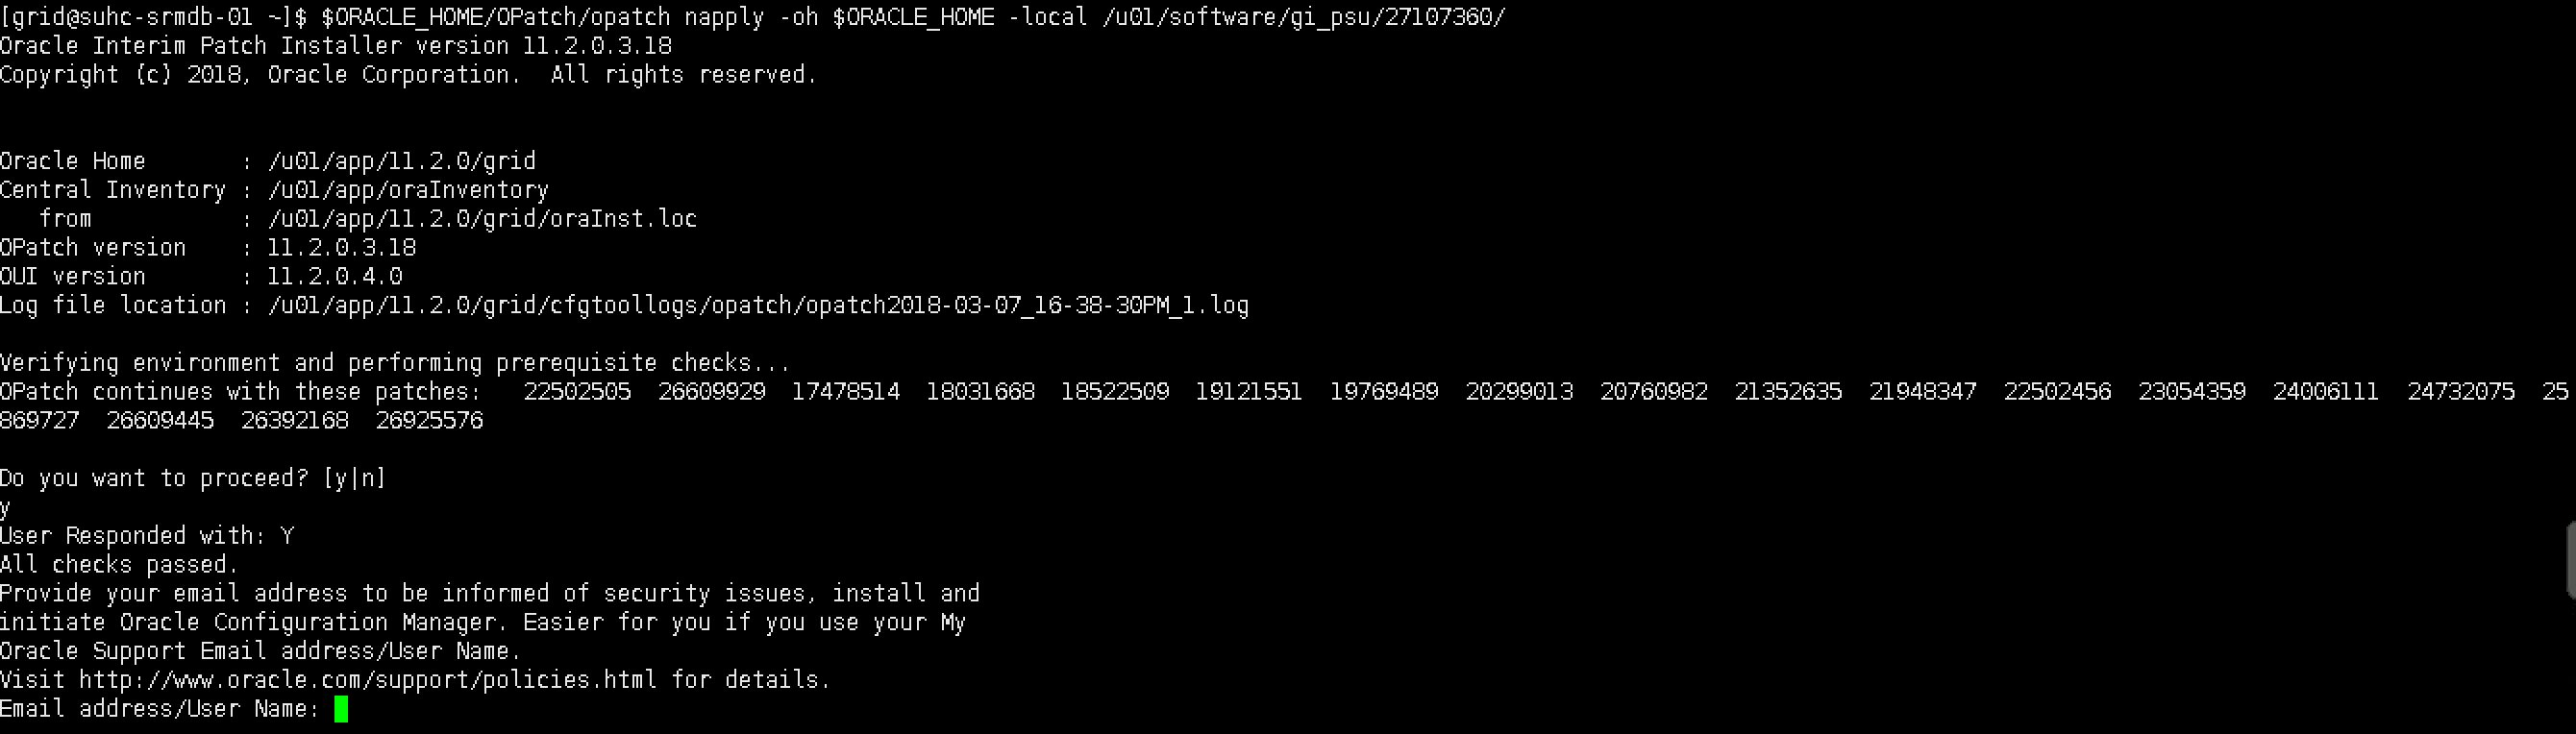 [grid@suhc-srmdb-01 ~]$ $ORACLE_HOME/OPatch/opatch napply -oh $ORACLE_HOME -local /u01/software/gi_psu/27107360/
Oracle Interim Patch Installer version 11.2.0.3.18
Copyright (c) 2018, Oracle Corporation.  All rights reserved.
Oracle Home       : /u01/app/11.2.0/grid
Central Inventory : /u01/app/oraInventory
   from           : /u01/app/11.2.0/grid/oraInst.loc
OPatch version    : 11.2.0.3.18
OUI version       : 11.2.0.4.0
Log file location : /u01/app/11.2.0/grid/cfgtoollogs/opatch/opatch2018-03-07_16-38-30PM_1.log
Verifying environment and performing prerequisite checks...
OPatch continues with these patches:   22502505  26609929  17478514  18031668  18522509  19121551  19769489  20299013  20760982  21352635  21948347  22502456  23054359  24006111  24732075  25
869727  26609445  26392168  26925576
Do you want to proceed? [y|n]
y
User Responded with: Y
All checks passed.
Provide your email address to be informed of security issues, install and
initiate Oracle Configuration Manager. Easier for you if you use your My
Oracle Support Email address/User Name.
Visit http://www.oracle.com/support/policies.html for details.
Email address/User Name: